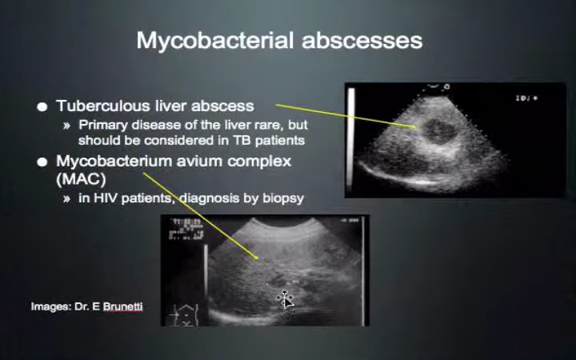 Mycobacterial abscesses
● Tuberculous liver abscess
» Primary disease of the liver rare, but
should be considered in TB patients
● Mycobacterium avium complex
(MAC)
» in HIV patients, diagnosis by biopsy
Images: Dr. E Brunetti